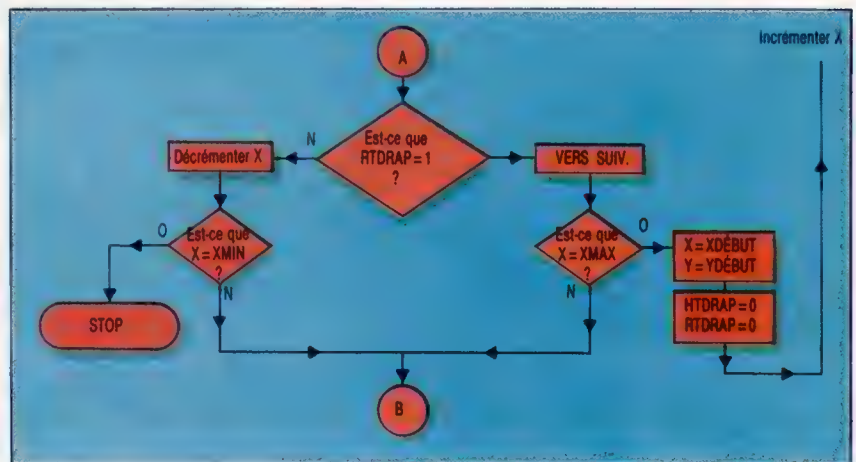 Incrémenter X
A
N
Décrémenter X
Est-ce que
RTDRAP = 1
?
VERS SUIV.
O
Est-ce que
X = XMIN
?
N
Est-ce que
X = XMAX
?
O
N
X = XDÉBUT
Y = YDÉBUT
HTDRAP = 0
RTDRAP = 0
STOP
B